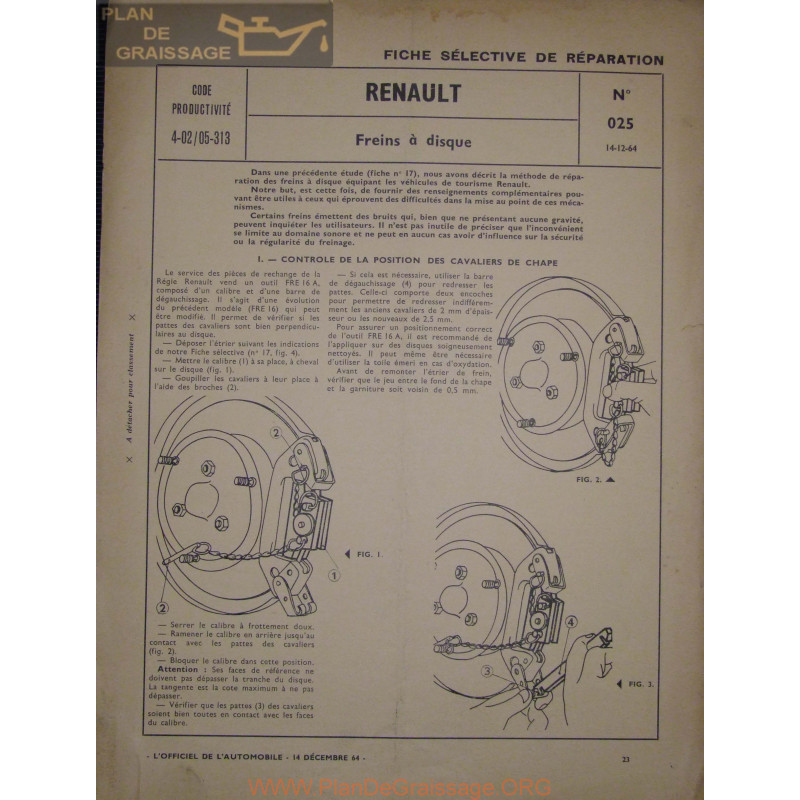 PLAN
DE
GRAISSAGE
FICHE SÉLECTIVE DE RÉPARATION
CODE
PRODUCTIVITÉ
4-02/05-313
RENAULT
Freins à disque
N°
025
14-12-64
Dans une précédente étude (fiche n° 17), nous avons décrit la méthode de répa-
ration des freins à disque équipant les véhicules de tourisme Renault.
Notre but, est cette fois, de fournir des renseignements complémentaires pou-
vant être utiles à ceux qui éprouvent des difficultés dans la mise au point de ces méca-
nismes.
Certains freins émettent des bruits qui, bien que ne présentant aucune gravité,
peuvent inquiéter les utilisateurs. Il n'est pas inutile de préciser que l'inconvénient
se limite au domaine sonore et ne peut en aucun cas avoir d'influence sur la sécurité
ou la régularité du freinage.
I. — CONTROLE DE LA POSITION DES CAVALIERS DE CHAPE
Le service des pièces de rechange de la
Régie Renault vend un outil FRE 16 A,
composé d'un calibre et d'une barre de
dégauchissage. Il s'agit d'une évolution
du précédent modèle (FRE 16) qui peut
être modifié. Il permet de vérifier si les
pattes des cavaliers sont bien perpendicu-
laires au disque.
— Déposer l'étrier suivant les indications
de notre Fiche sélective (n° 17, fig. 4).
— Mettre le calibre (1) à sa place, à cheval
sur le disque (fig. 1).
— Goupiller les cavaliers à leur place à
l'aide des broches (2).
— Si cela est nécessaire, utiliser la barre
de dégauchissage (4) pour redresser les
pattes. Celle-ci comporte deux encoches
pour permettre de redresser indifférem-
ment les anciens cavaliers de 2 mm d'épais-
seur ou les nouveaux de 2,5 mm.
Pour assurer un positionnement correct
de l'outil FRE 16 A, il est recommandé de
l'appliquer sur des disques soigneusement
nettoyés. Il peut même être nécessaire
d'utiliser la toile émeri en cas d'oxydation.
Avant de remonter l'étrier de frein,
vérifier que le jeu entre le fond de la chape
et la garniture soit voisin de 0,5 mm.
× A détacher pour classement ×
FIG. 2.
2
FIG. 1.
1
2
4
3
FIG. 3.
— Serrer le calibre à frottement doux.
— Ramener le calibre en arrière jusqu'au
contact avec les pattes des cavaliers
(fig. 2).
— Bloquer le calibre dans cette position.
Attention : Ses faces de référence ne
doivent pas dépasser la tranche du disque.
La tangente est la cote maximum à ne pas
dépasser.
— Vérifier que les pattes (3) des cavaliers
soient bien toutes en contact avec les faces
du calibre.
- L'OFFICIEL DE L'AUTOMOBILE - 14 DÉCEMBRE 64 -
23
www.PlanDeGraissage.ORG